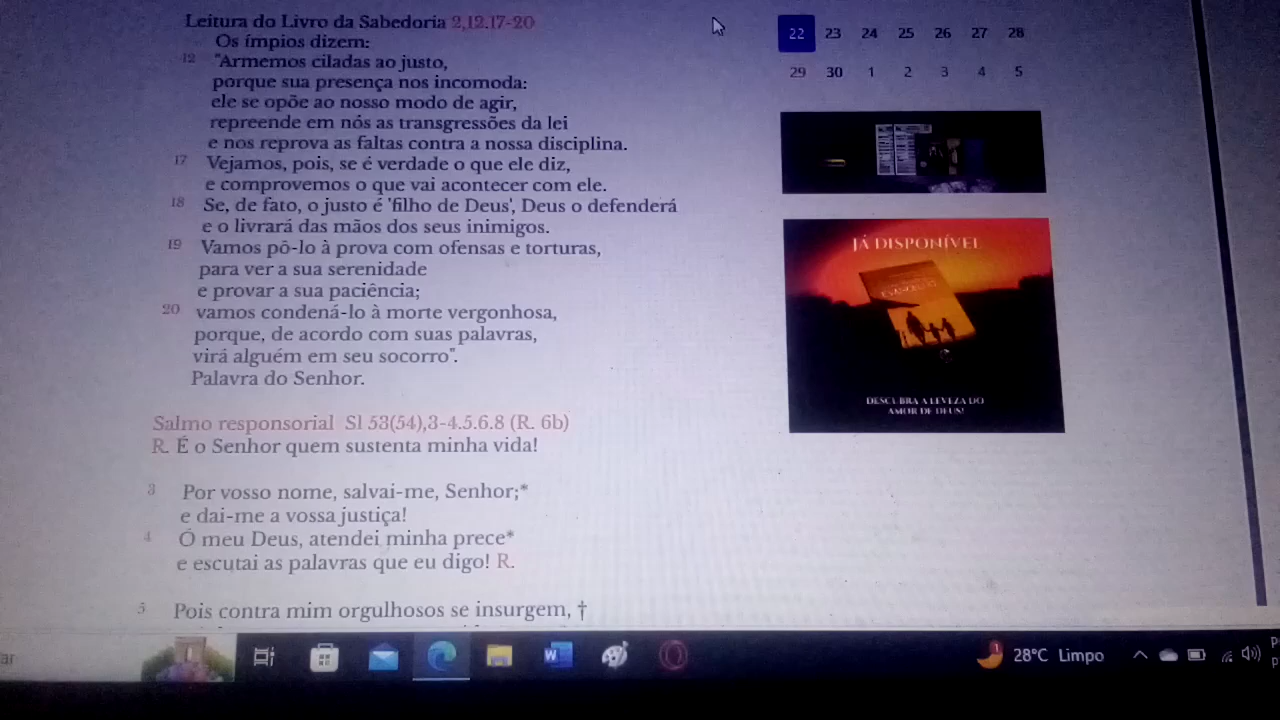 Leitura do Livro da Sabedoria 2,12.17-20
Os ímpios dizem:
12 "Armemos ciladas ao justo,
porque sua presença nos incomoda:
ele se opõe ao nosso modo de agir,
repreende em nós as transgressões da lei
e nos reprova as faltas contra a nossa disciplina.
17 Vejamos, pois, se é verdade o que ele diz,
e comprovemos o que vai acontecer com ele.
18 Se, de fato, o justo é 'filho de Deus', Deus o defenderá
e o livrará das mãos dos seus inimigos.
19 Vamos pô-lo à prova com ofensas e torturas,
para ver a sua serenidade
e provar a sua paciência;
20 vamos condená-lo à morte vergonhosa,
porque, de acordo com suas palavras,
virá alguém em seu socorro".
Palavra do Senhor.
Salmo responsorial Sl 53(54),3-4.5.6.8 (R. 6b)
R. É o Senhor quem sustenta minha vida!
3 Por vosso nome, salvai-me, Senhor;*
e dai-me a vossa justiça!
4 Ó meu Deus, atendei minha prece*
e escutai as palavras que eu digo! R.
5 Pois contra mim orgulhosos se insurgem, †
22 23 24 25 26 27 28
29 30 1 2 3 4 5
JÁ DISPONÍVEL
DESCUBRA A LEVEZA DO
AMOR DE DEUS!
ar
1
28°C Limpo